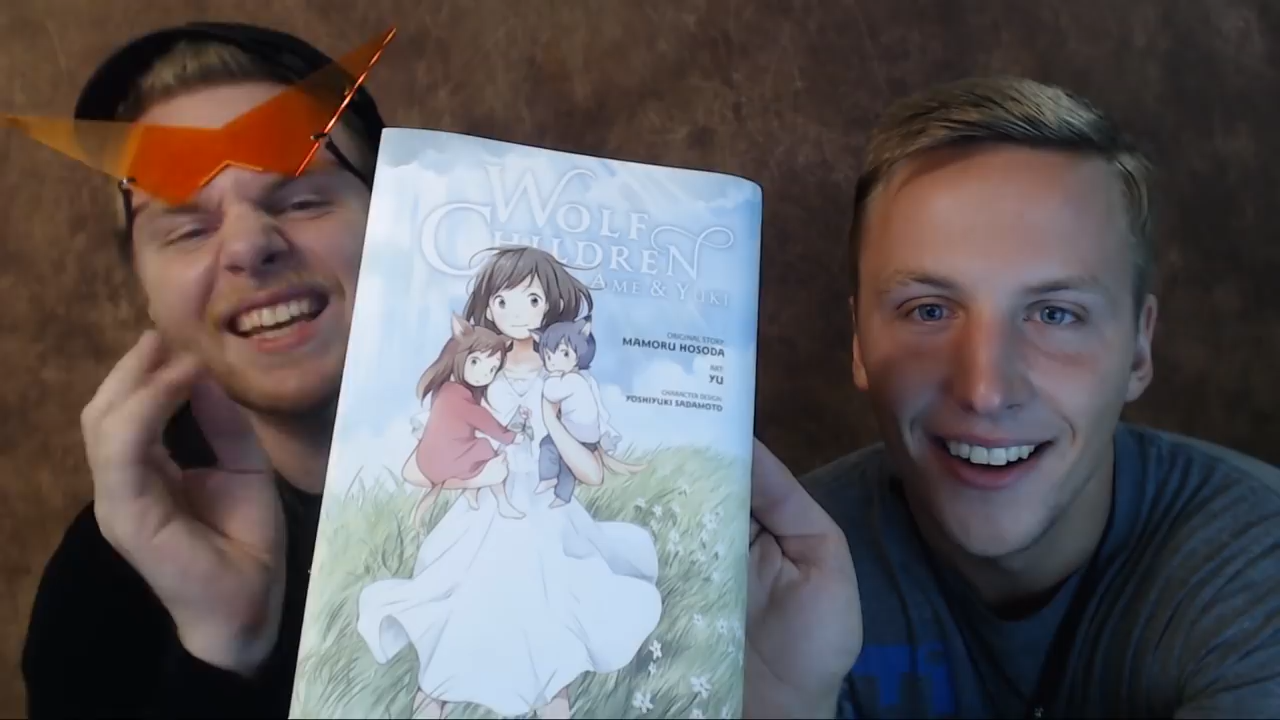 WOLF
CHILDREN
AME & YUKI
ORIGINAL STORY:
MAMORU HOSODA
ART:
YU
CHARACTER DESIGN:
YOSHIYUKI SADAMOTO